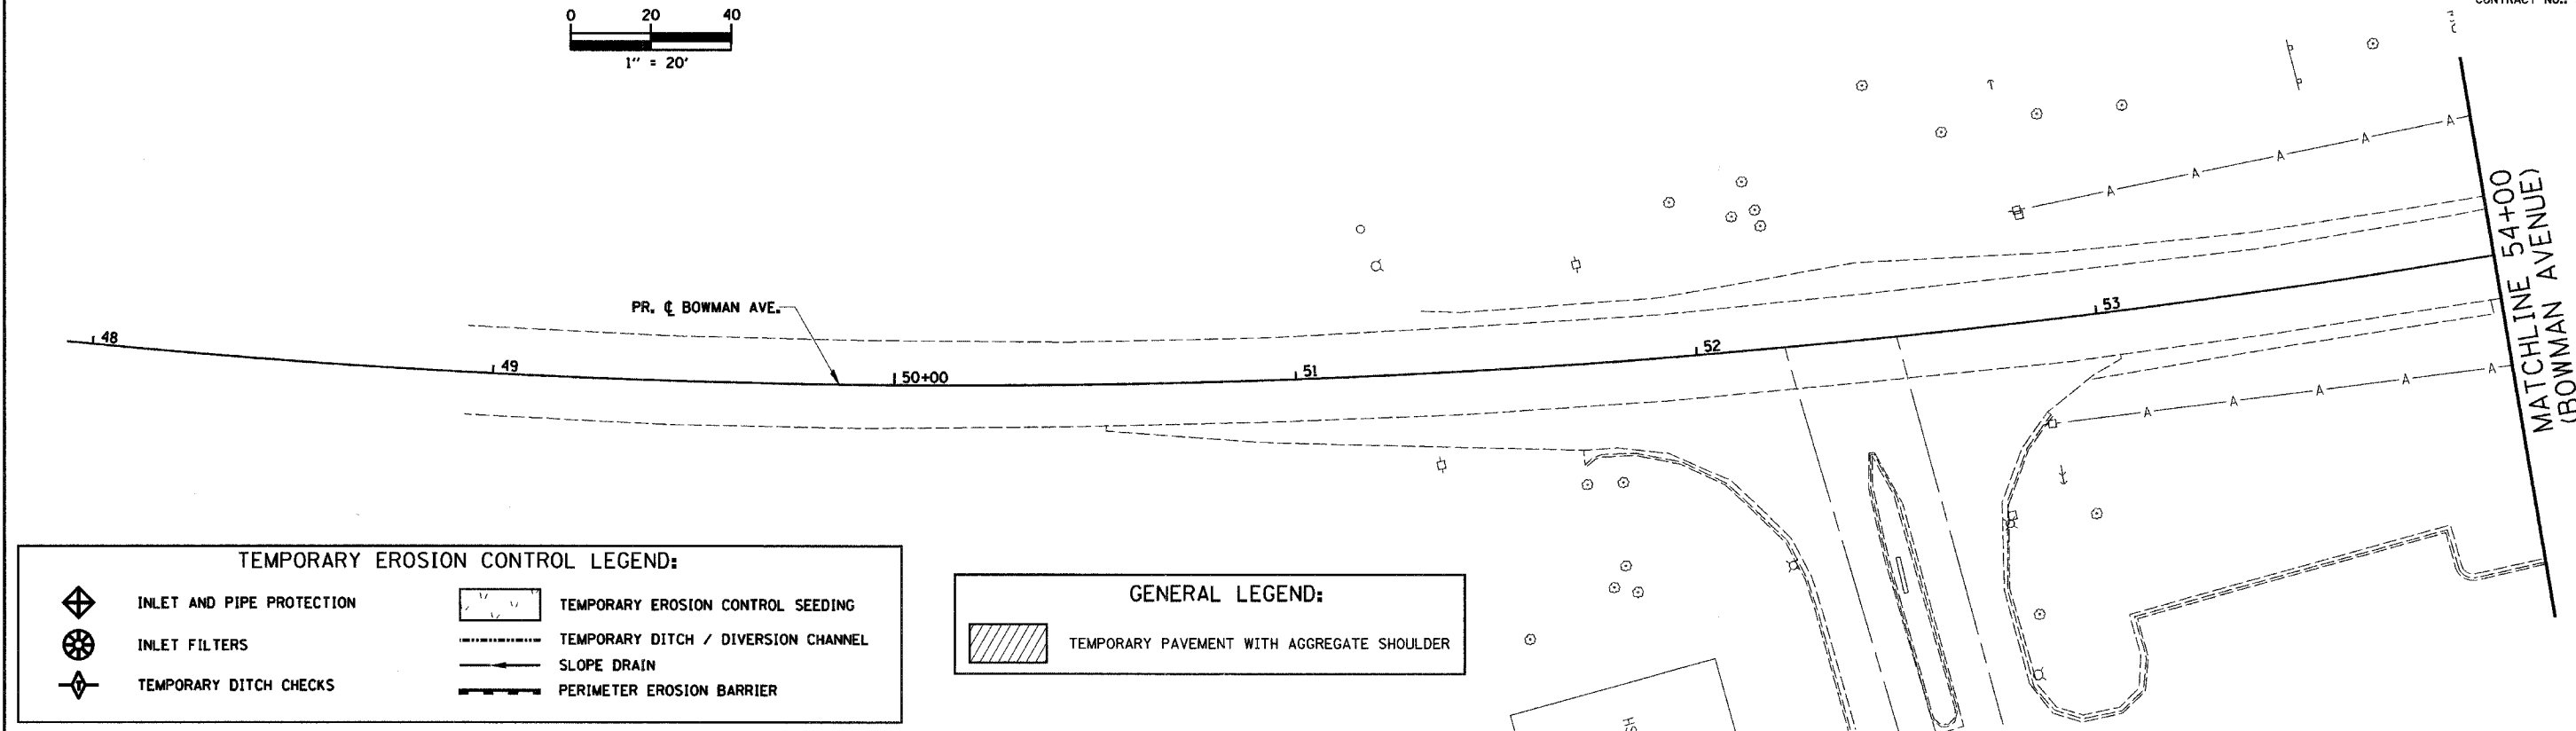 CONTRACT NO.
0 20 40
1" = 20'
A A A A A
MATCHLINE 54+00
(BOWMAN AVENUE)
PR. ℄ BOWMAN AVE.
48 49 50+00 51 52 53
A A A A A
TEMPORARY EROSION CONTROL LEGEND:
INLET AND PIPE PROTECTION
INLET FILTERS
T
TEMPORARY DITCH CHECKS
TEMPORARY EROSION CONTROL SEEDING
TEMPORARY DITCH / DIVERSION CHANNEL
SLOPE DRAIN
PERIMETER EROSION BARRIER
GENERAL LEGEND:
TEMPORARY PAVEMENT WITH AGGREGATE SHOULDER